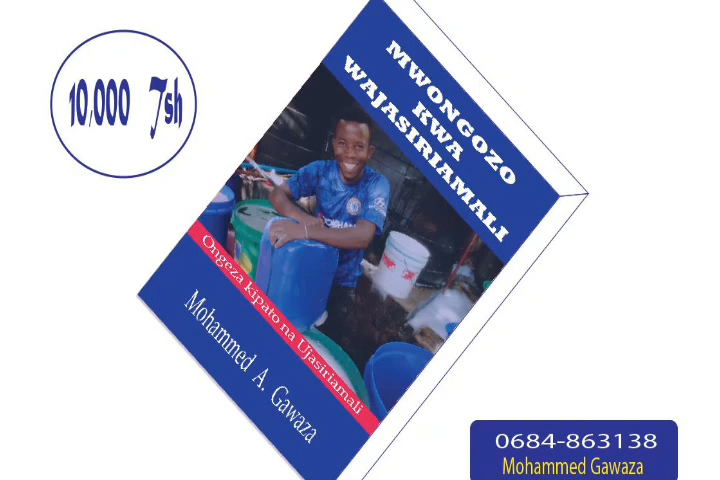 10,000 Tsh
MWONGOZO
KWA
WAJASIRIAMALI
Ongeza kipato na Ujasiriamali
Mohammed A. Gawaza
0684-863138
Mohammed Gawaza